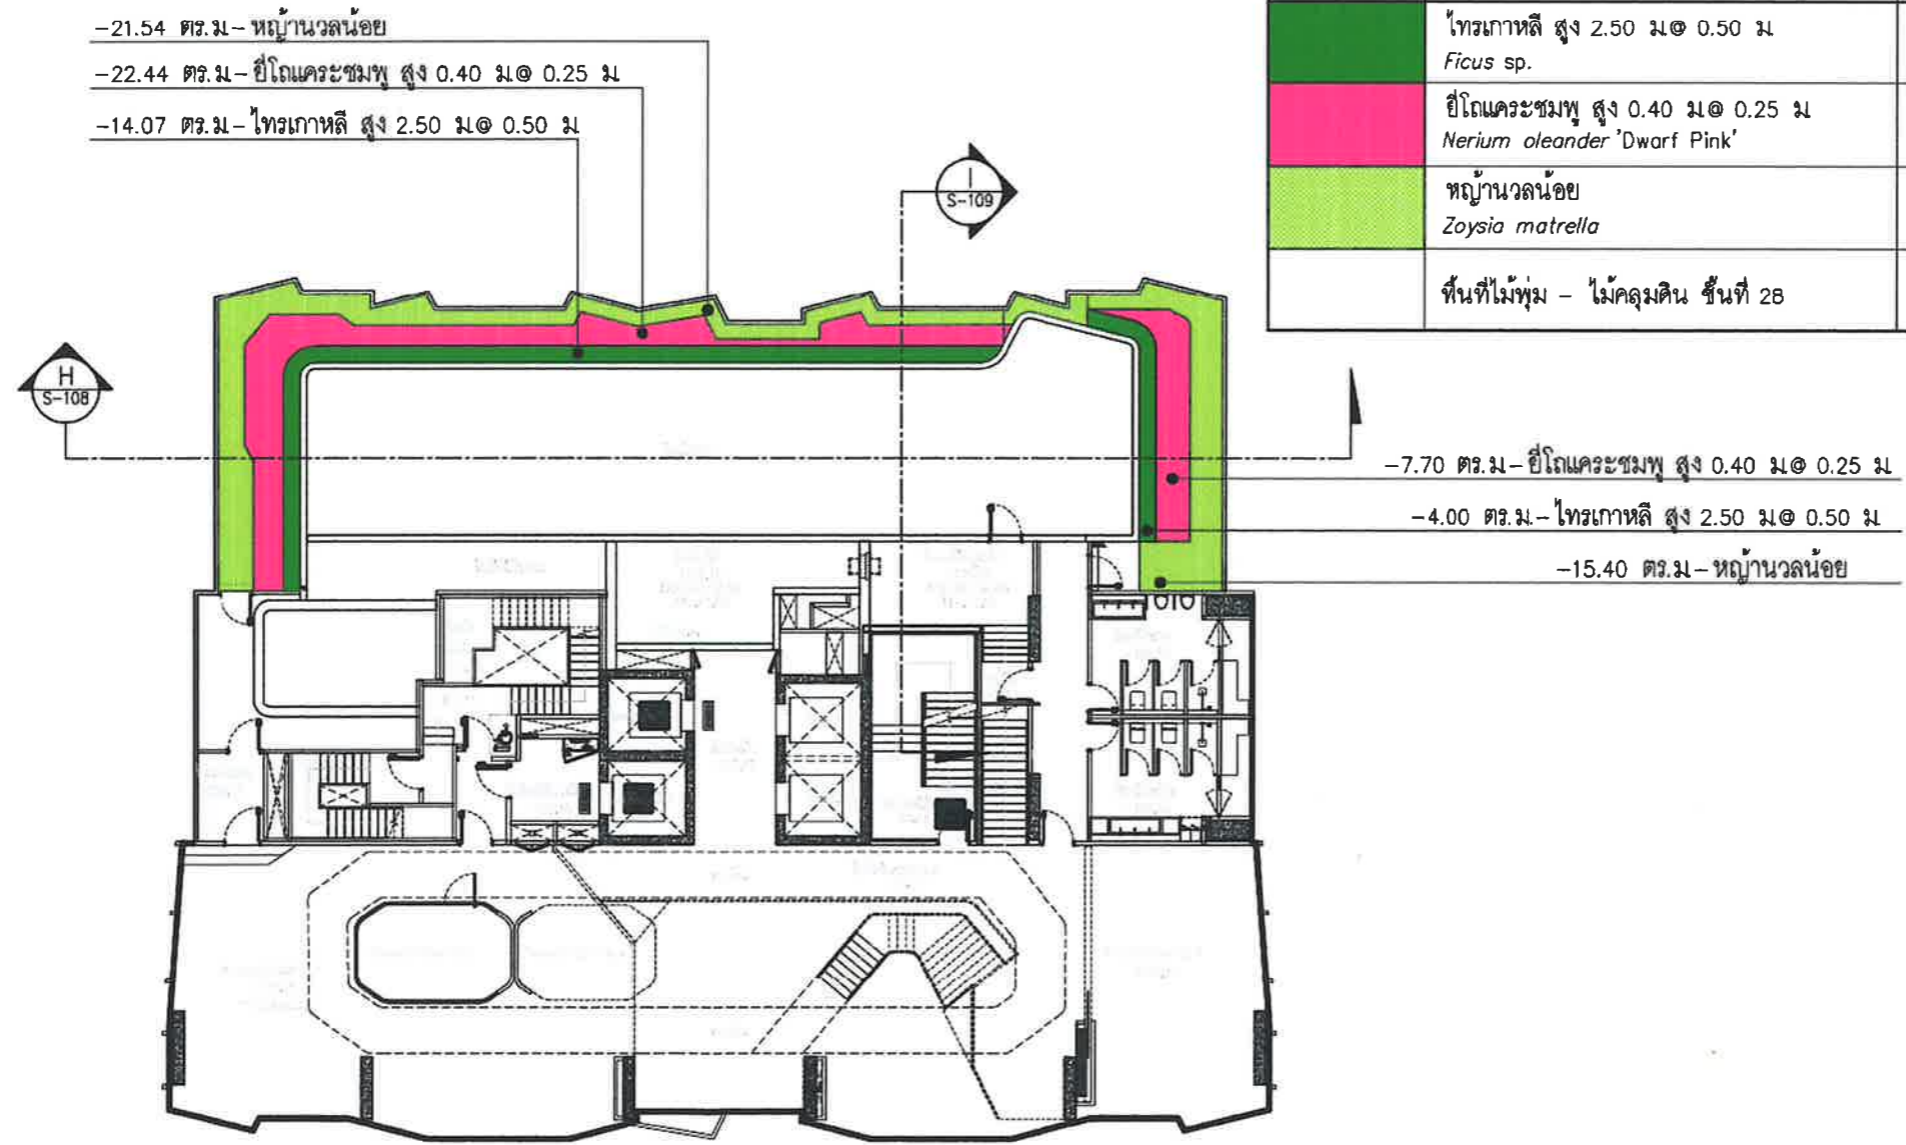 -21.54 ตร.ม-หญ้านวลน้อย
-22.44 ตร.ม-ยี่โถแคระชมพู สูง 0.40 ม@ 0.25 ม
-14.07 ตร.ม-ไทรเกาหลี สูง 2.50 ม@ 0.50 ม
ไทรเกาหลี สูง 2.50 ม@ 0.50 ม
Ficus sp.
ยี่โถแคระชมพู สูง 0.40 ม@ 0.25 ม
Nerium oleander 'Dwarf Pink'
หญ้านวลน้อย
Zoysia matrella
พื้นที่ไม้พุ่ม - ไม้คลุมดิน ชั้นที่ 28
I
S-109
H
S-108
-7.70 ตร.ม-ยี่โถแคระชมพู สูง 0.40 ม@ 0.25 ม
-4.00 ตร.ม.-ไทรเกาหลี สูง 2.50 ม@ 0.50 ม
-15.40 ตร.ม-หญ้านวลน้อย